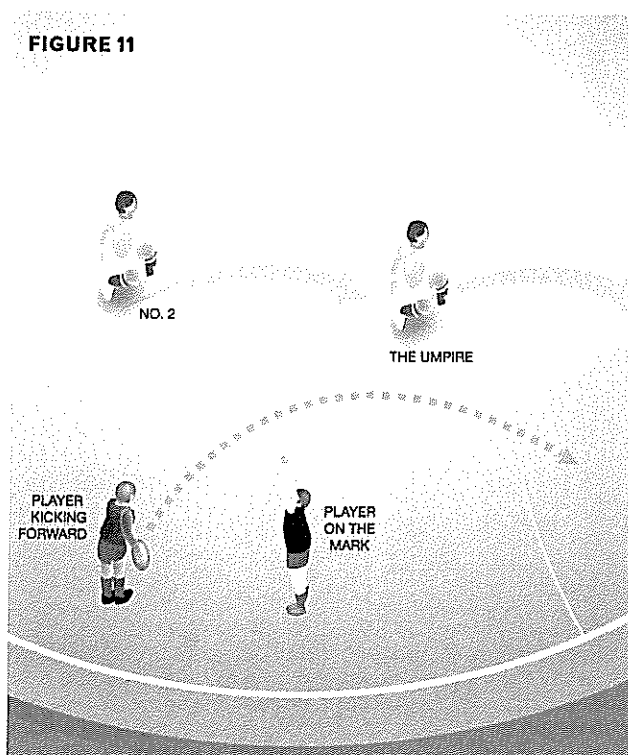 FIGURE 11
NO. 2
THE UMPIRE
PLAYER
KICKING
FORWARD
PLAYER
ON THE
MARK